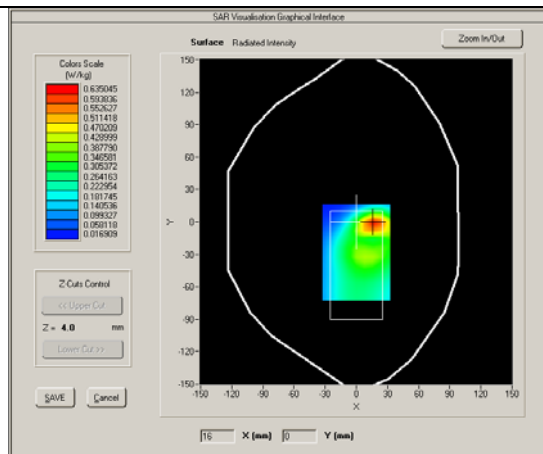 SAR Visualisation Graphical Interface
Surface Radiated Intensity
Zoom In/Out
Colors Scale
(W/kg)
0.635045
0.593836
0.552627
0.511418
0.470209
0.428999
0.387790
0.346581
0.305372
0.264163
0.222954
0.181745
0.140536
0.099327
0.058118
0.016909
Z-Cuts Control
<< Upper Cut
Z = 4.0 mm
Lower Cut >>
SAVE Cancel
150
120
90
60
30
0
-30
-60
-90
-120
-150
Y
-150 -120 -90 -60 -30 0 30 60 90 120 150
X
16 X (mm) 0 Y (mm)